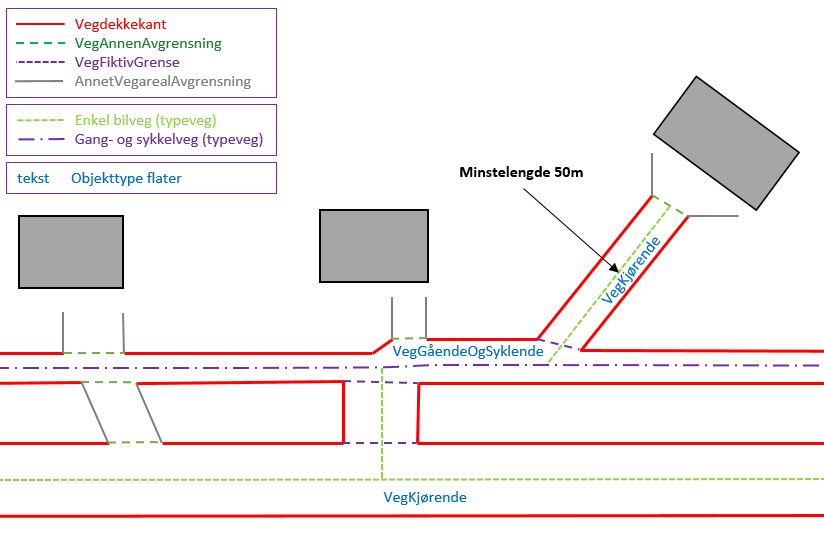 Vegdekkekant
VegAnnenAvgrensning
VegFiktivGrense
AnnetVegarealAvgrensning
Enkel bilveg (typeveg)
Gang- og sykkelveg (typeveg)
tekst Objekttype flater
Minstelengde 50m
VegKjørende
VegGåendeOgSyklende
VegKjørende